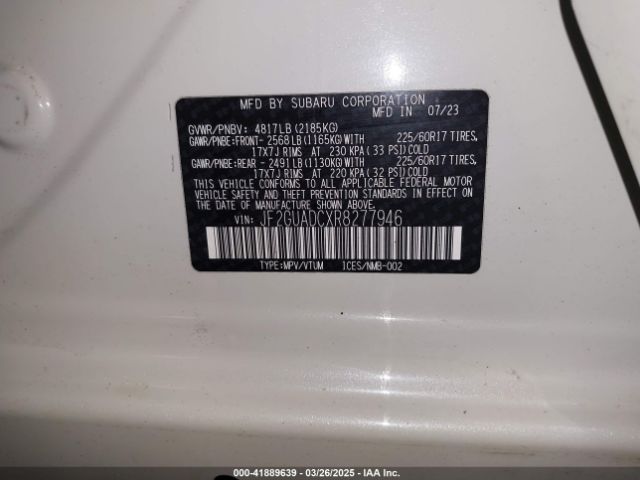 MFD BY SUBARU CORPORATION
MFD IN 07/23
GVWR/PNBV: 4817LB(2185KG)
GAWR/PNBE:FRONT-2568LB(1165KG)WITH 225/60R17 TIRES,
17X7J RIMS AT 230 KPA(33 PSI)COLD
GAWR/PNBE:REAR -2491LB(1130KG)WITH 225/60R17 TIRES,
17X7J RIMS AT 220 KPA(32 PSI)COLD
THIS VEHICLE CONFORMS TO ALL APPLICABLE FEDERAL MOTOR
VEHICLE SAFETY AND THEFT PREVENTION STANDARDS IN EFFECT
ON THE DATE OF MANUFACTURE SHOWN ABOVE.
VIN: JF2GUADCXR8277946
TYPE:MPV/VTUM ICES/NMB-002
000-41889639 - 03/26/2025 - IAA Inc.